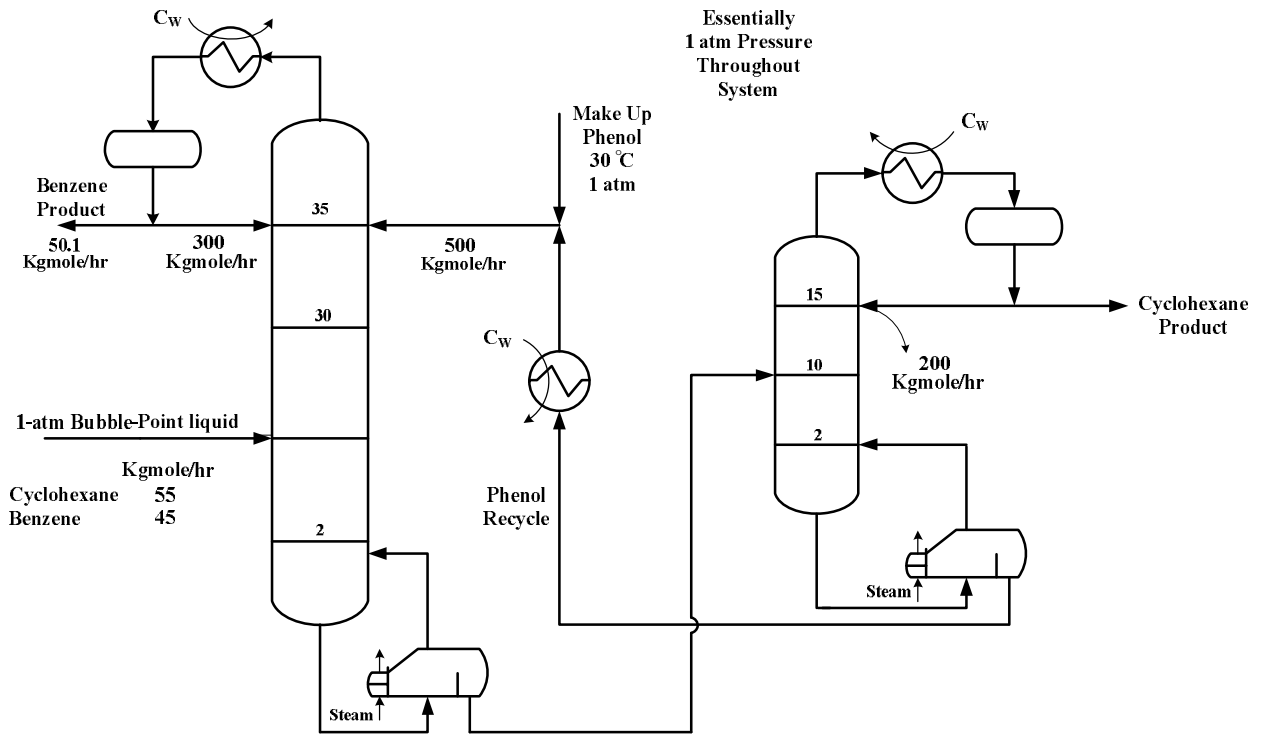 C_W
Essentially
1 atm Pressure
Throughout
System
Make Up
Phenol
30 °C
1 atm
C_W
Benzene
Product
35
50.1
Kgmole/hr
300
Kgmole/hr
500
Kgmole/hr
15
Cyclohexane
Product
30
C_W
10
200
Kgmole/hr
1-atm Bubble-Point liquid
2
Kgmole/hr
Cyclohexane 55
Benzene 45
Phenol
Recycle
2
Steam
Steam